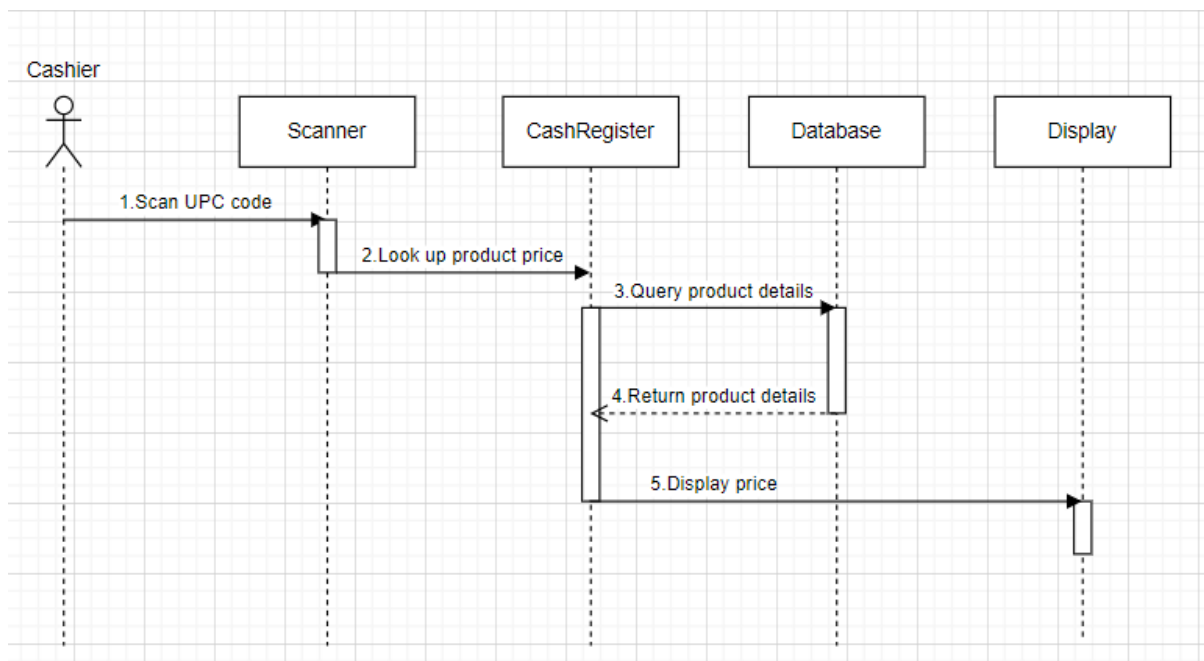 Cashier
Scanner
CashRegister
Database
Display
1.Scan UPC code
2.Look up product price
3.Query product details
4.Return product details
5.Display price